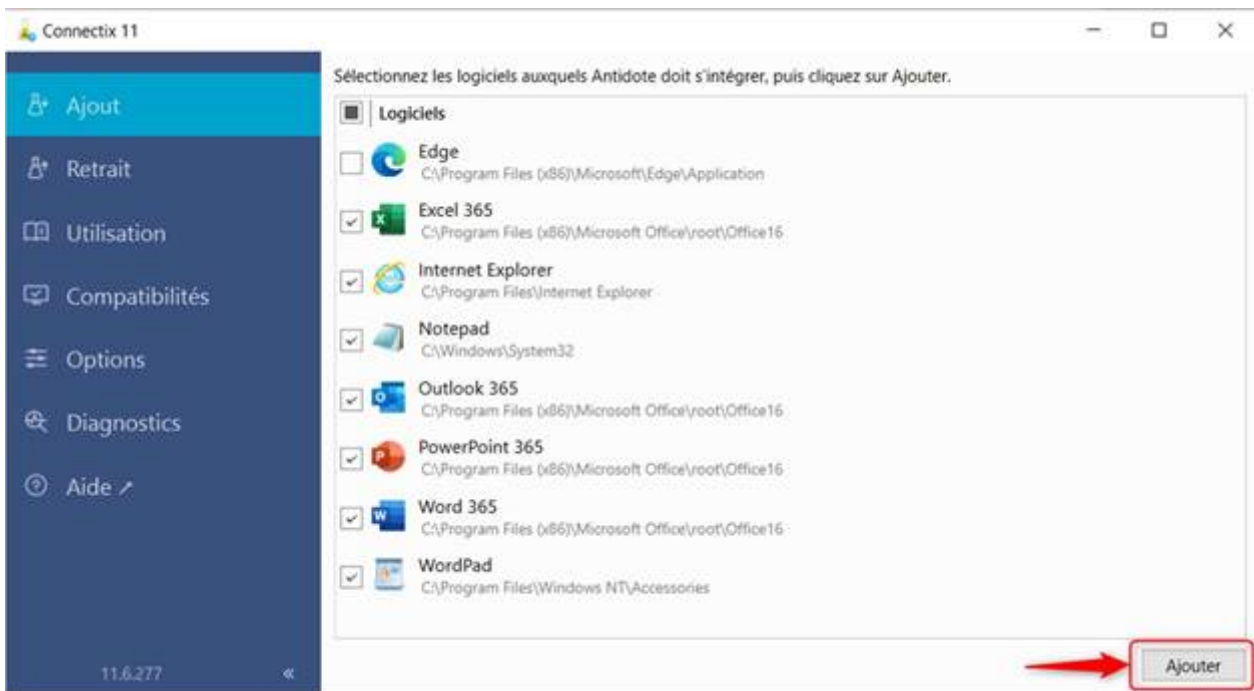 Connectix 11
Ajout
Retrait
Utilisation
Compatibilités
Options
Diagnostics
Aide
11.6.277
«
Sélectionnez les logiciels auxquels Antidote doit s'intégrer, puis cliquez sur Ajouter.
Logiciels
Edge
C:\Program Files (x86)\Microsoft\Edge\Application
Excel 365
C:\Program Files (x86)\Microsoft Office\root\Office16
Internet Explorer
C:\Program Files\Internet Explorer
Notepad
C:\Windows\System32
Outlook 365
C:\Program Files (x86)\Microsoft Office\root\Office16
PowerPoint 365
C:\Program Files (x86)\Microsoft Office\root\Office16
Word 365
C:\Program Files (x86)\Microsoft Office\root\Office16
WordPad
C:\Program Files\Windows NT\Accessories
Ajouter